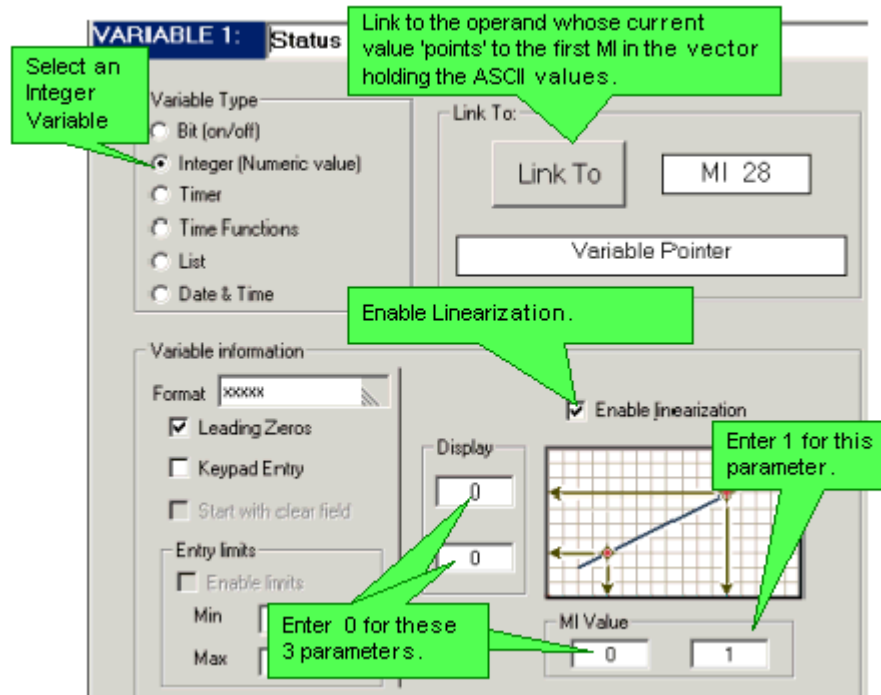 VARIABLE 1:
Status
Link to the operand whose current
value 'points' to the first MI in the vector
holding the ASCII values.
Select an
Integer
Variable
Variable Type
Bit (on/off)
Integer (Numeric value)
Timer
Time Functions
List
Date & Time
Link To:
Link To
MI 28
Variable Pointer
Enable Linearization.
Variable information
Format
xxxxx
Leading Zeros
Keypad Entry
Start with clear field
Entry limits
Enable limits
Min
Max
Display
0
0
Enable linearization
Enter 1 for this
parameter.
Enter 0 for these
3 parameters.
MI Value
0
1